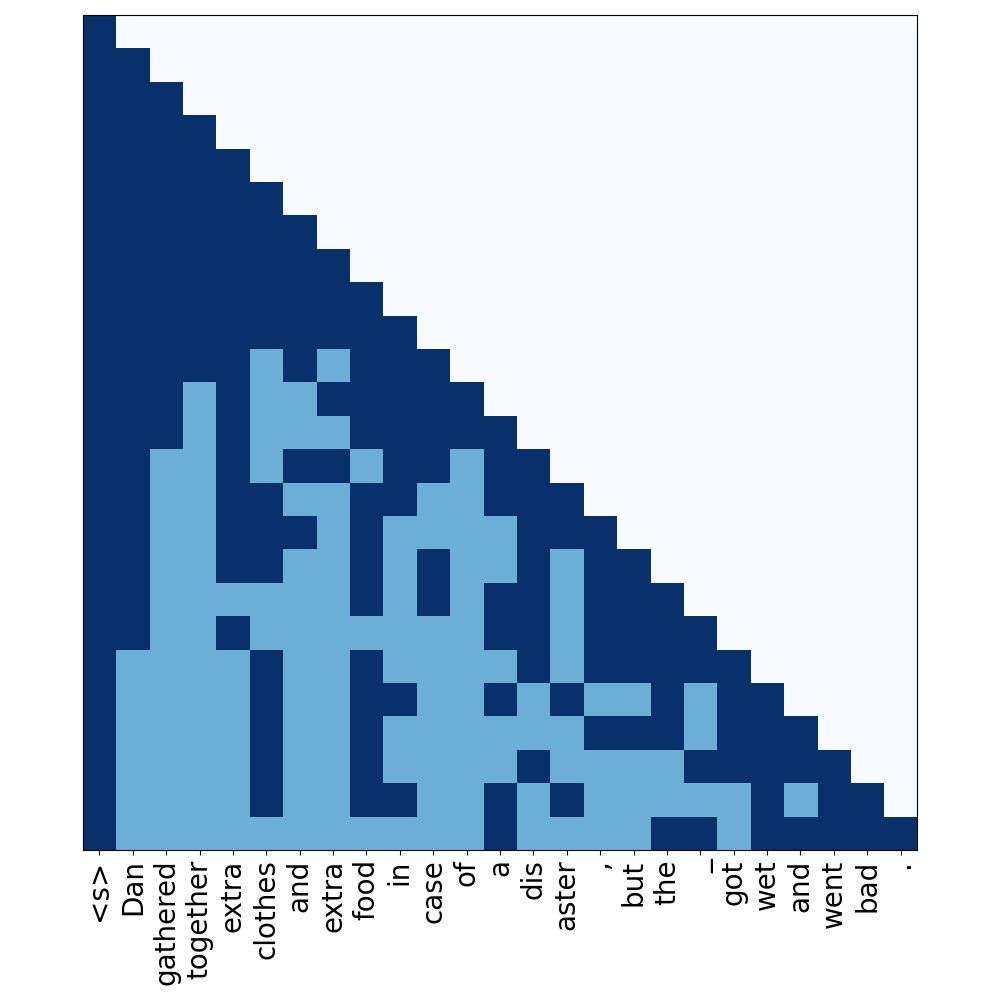 <s> Dan gathered together extra clothes and extra food in case of a dis aster , but the _ got wet and went bad .